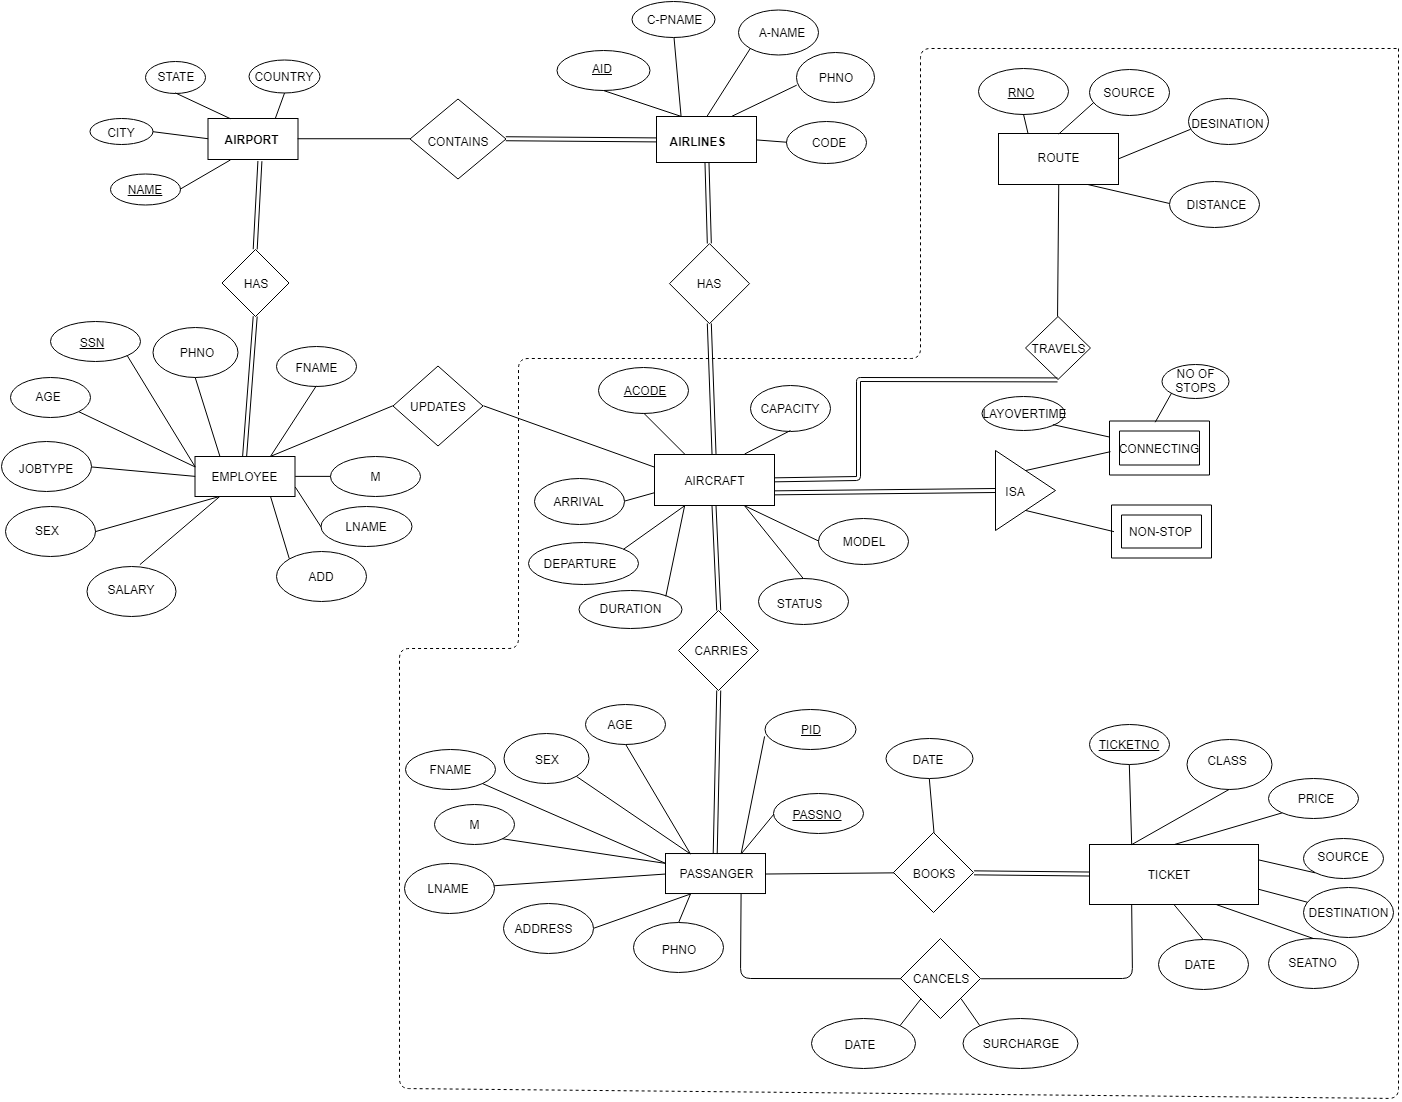 C-PNAME
A-NAME
AID
PHNO
CODE
STATE
COUNTRY
CITY
AIRPORT
NAME
CONTAINS
AIRLINES
RNO
SOURCE
DESINATION
ROUTE
DISTANCE
HAS
HAS
TRAVELS
SSN
PHNO
FNAME
AGE
JOBTYPE
EMPLOYEE
M
SEX
LNAME
SALARY
ADD
UPDATES
ACODE
CAPACITY
AIRCRAFT
ARRIVAL
DEPARTURE
DURATION
MODEL
STATUS
NO OF
STOPS
LAYOVERTIME
CONNECTING
ISA
NON-STOP
CARRIES
AGE
PID
SEX
FNAME
M
PASSNO
LNAME
PASSANGER
ADDRESS
PHNO
DATE
BOOKS
TICKETNO
CLASS
PRICE
SOURCE
TICKET
DESTINATION
DATE
SEATNO
CANCELS
DATE
SURCHARGE